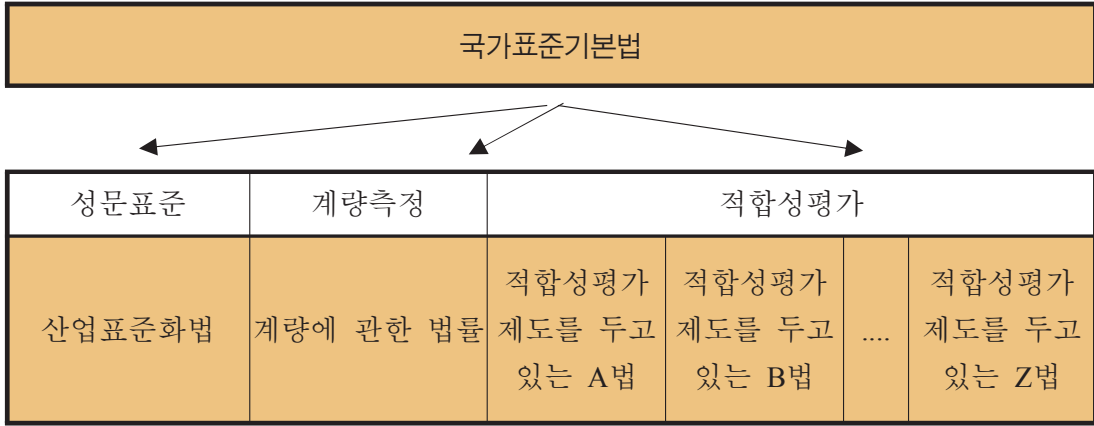 국가표준기본법
성문표준
계량측정
적합성평가
산업표준화법
계량에 관한 법률
적합성평가
제도를 두고
있는 A법
적합성평가
제도를 두고
있는 B법
....
적합성평가
제도를 두고
있는 Z법